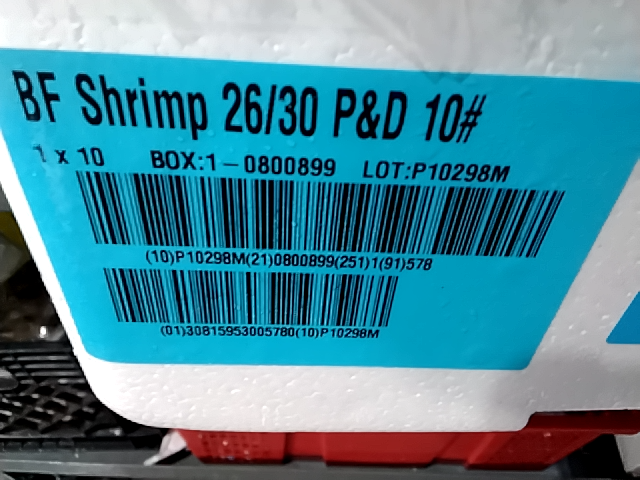 BF Shrimp 26/30 P&D 10#
1 x 10 BOX:1-0800899 LOT:P10298M
(10)P10298M(21)0800899(251)1(91)578
(01)30815953005780(10)P10298M